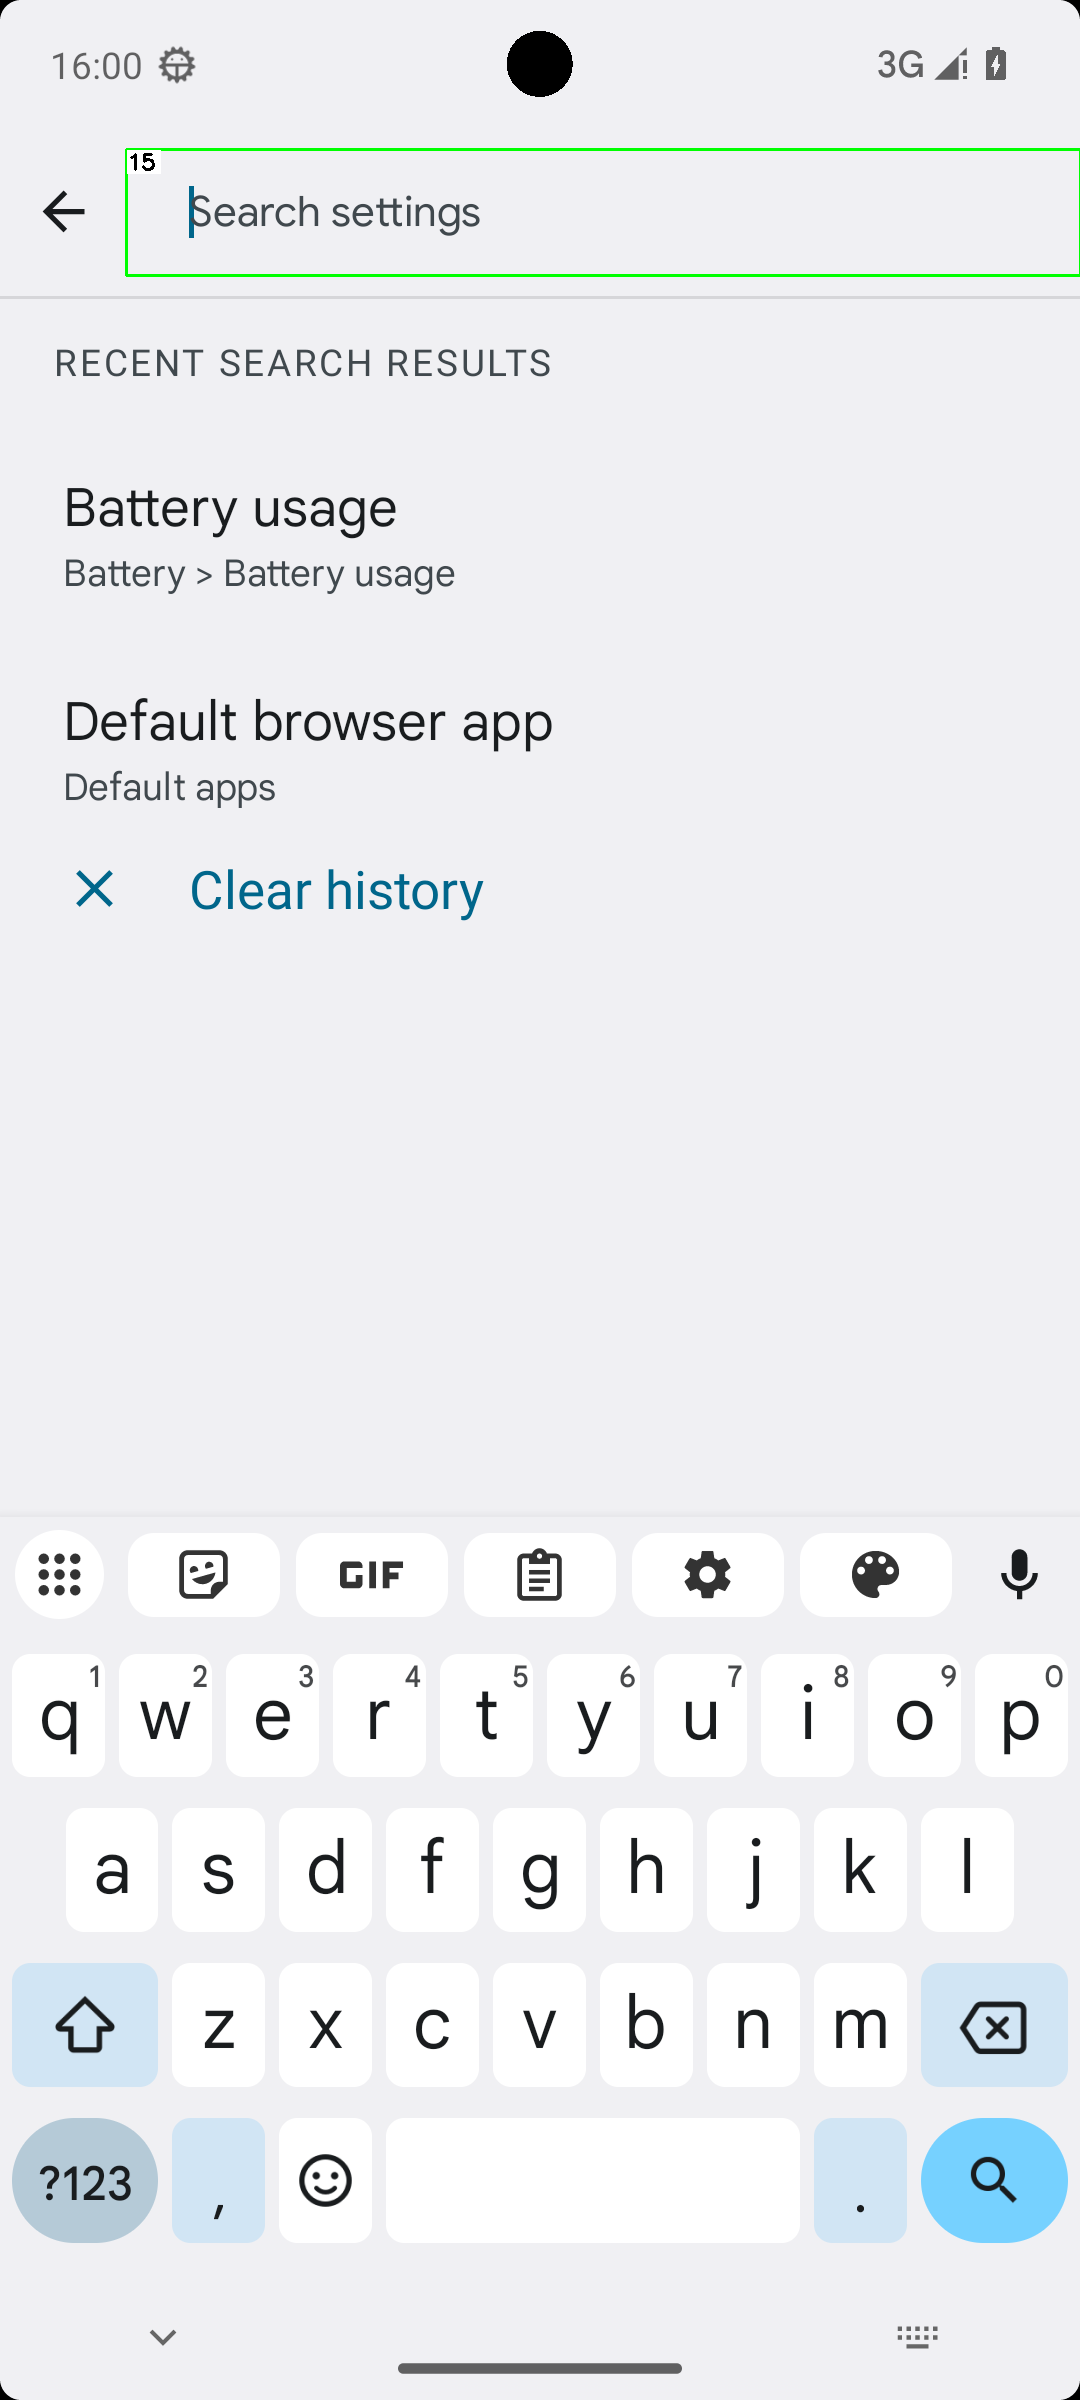 16:00
3G
15
Search settings
RECENT SEARCH RESULTS
Battery usage
Battery > Battery usage
Default browser app
Default apps
Clear history
GIF
q 1 w 2 e 3 r 4 t 5 y 6 u 7 i 8 o 9 p 0
a s d f g h j k l
z x c v b n m
?123 , .